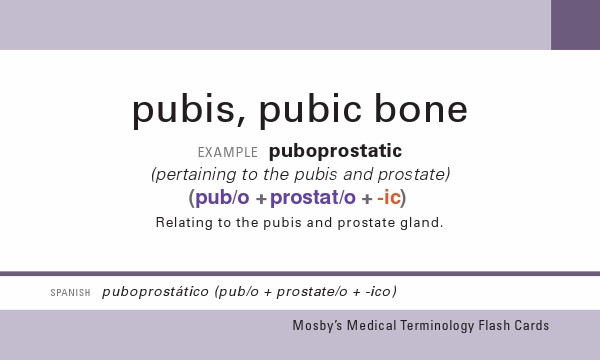 pubis, pubic bone
EXAMPLE puboprostatic
(pertaining to the pubis and prostate)
(pub/o + prostat/o + -ic)
Relating to the pubis and prostate gland.
SPANISH puboprostático (pub/o + prostate/o + -ico)
Mosby's Medical Terminology Flash Cards